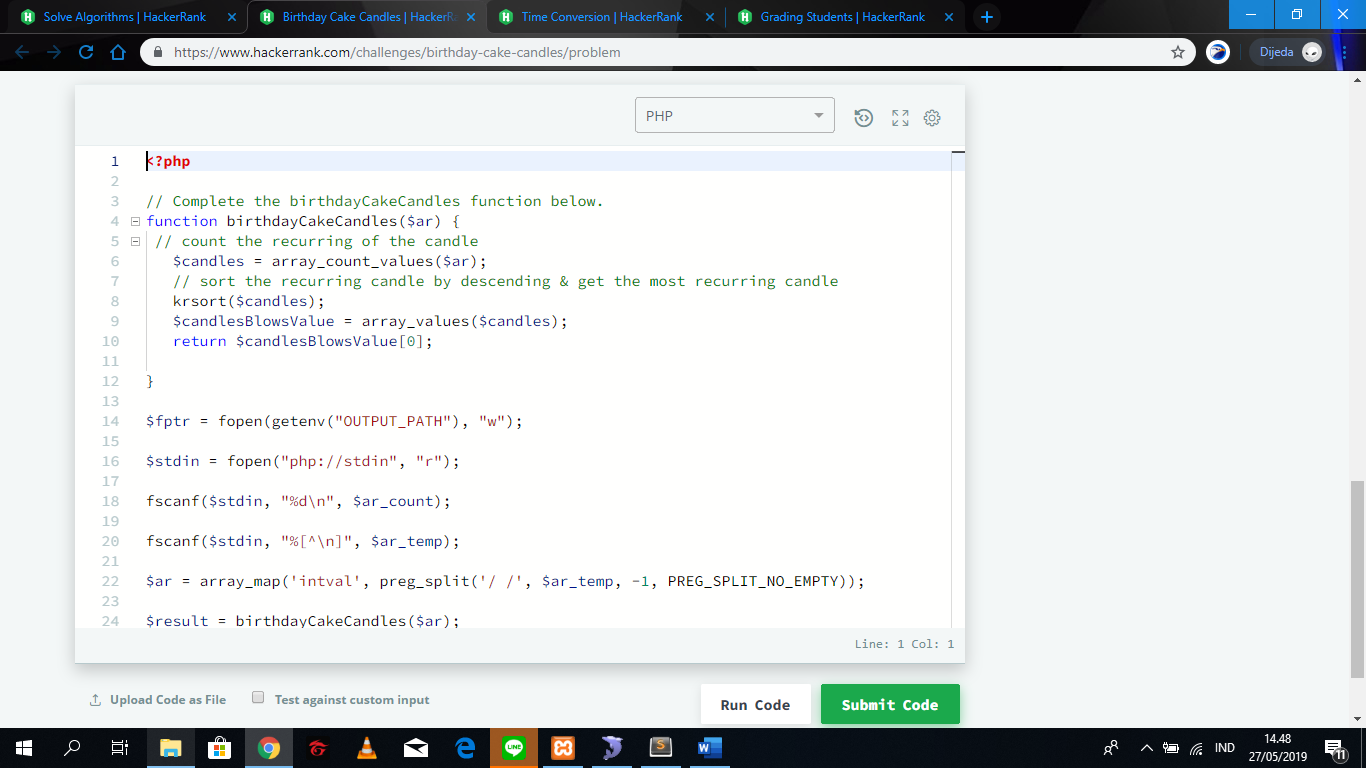 Solve Algorithms | HackerRank
Birthday Cake Candles | HackerR
Time Conversion | HackerRank
Grading Students | HackerRank
https://www.hackerrank.com/challenges/birthday-cake-candles/problem
Dijeda
PHP
1 <?php
2
3 // Complete the birthdayCakeCandles function below.
4 function birthdayCakeCandles($ar) {
5 // count the recurring of the candle
6 $candles = array_count_values($ar);
7 // sort the recurring candle by descending & get the most recurring candle
8 krsort($candles);
9 $candlesBlowsValue = array_values($candles);
10 return $candlesBlowsValue[0];
11
12 }
13
14 $fptr = fopen(getenv("OUTPUT_PATH"), "w");
15
16 $stdin = fopen("php://stdin", "r");
17
18 fscanf($stdin, "%d\n", $ar_count);
19
20 fscanf($stdin, "%[^\n]", $ar_temp);
21
22 $ar = array_map('intval', preg_split('/ /', $ar_temp, -1, PREG_SPLIT_NO_EMPTY));
23
24 $result = birthdayCakeCandles($ar);
Line: 1 Col: 1
Upload Code as File
Test against custom input
Run Code
Submit Code
IND
14.48
27/05/2019
11